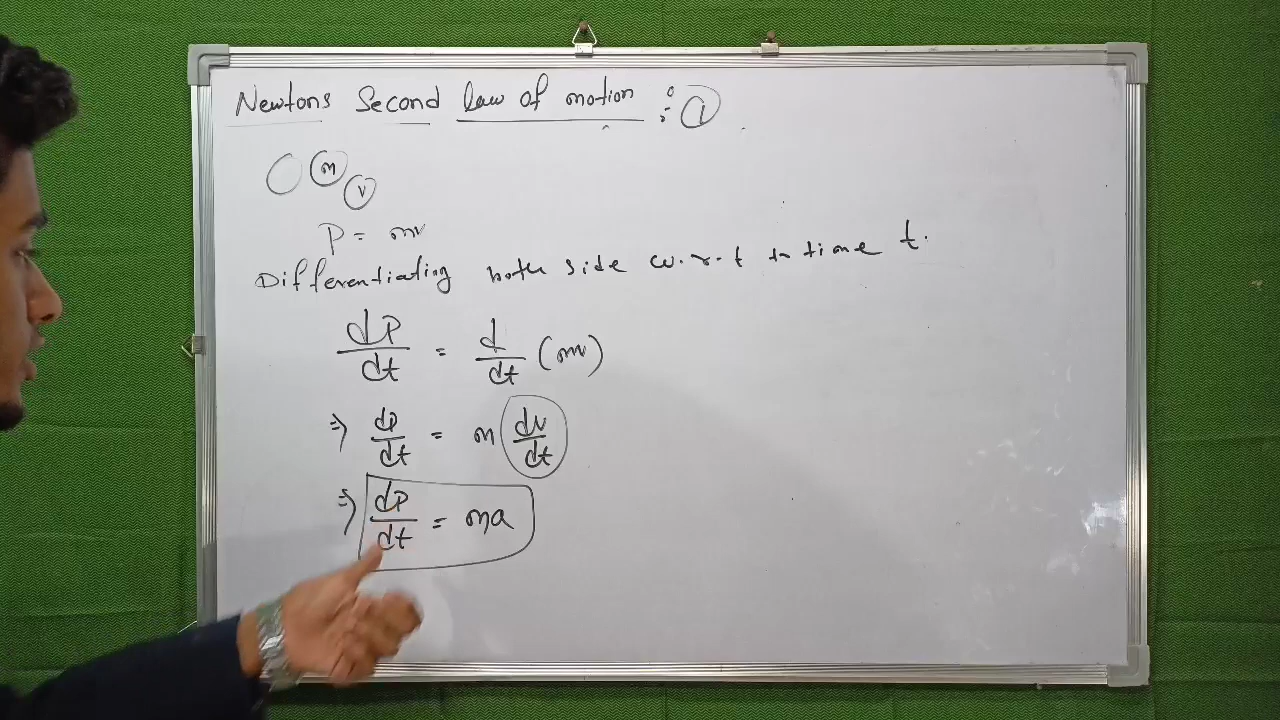 Newtons Second law of motion : 1
m
v
P = mv
Differentiating both side w.r.t to time t.
dP/dt = d/dt (mv)
⇒ dp/dt = m dv/dt
⇒ dP/dt = ma